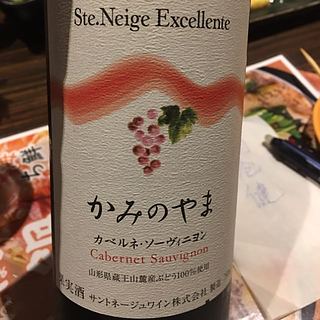 Ste.Neige Excellente
かみのやま
カベルネ・ソーヴィニヨン
Cabernet Sauvignon
山形県蔵王山麓産ぶどう100%使用
果実酒 サントネージュワイン株式会社 製造